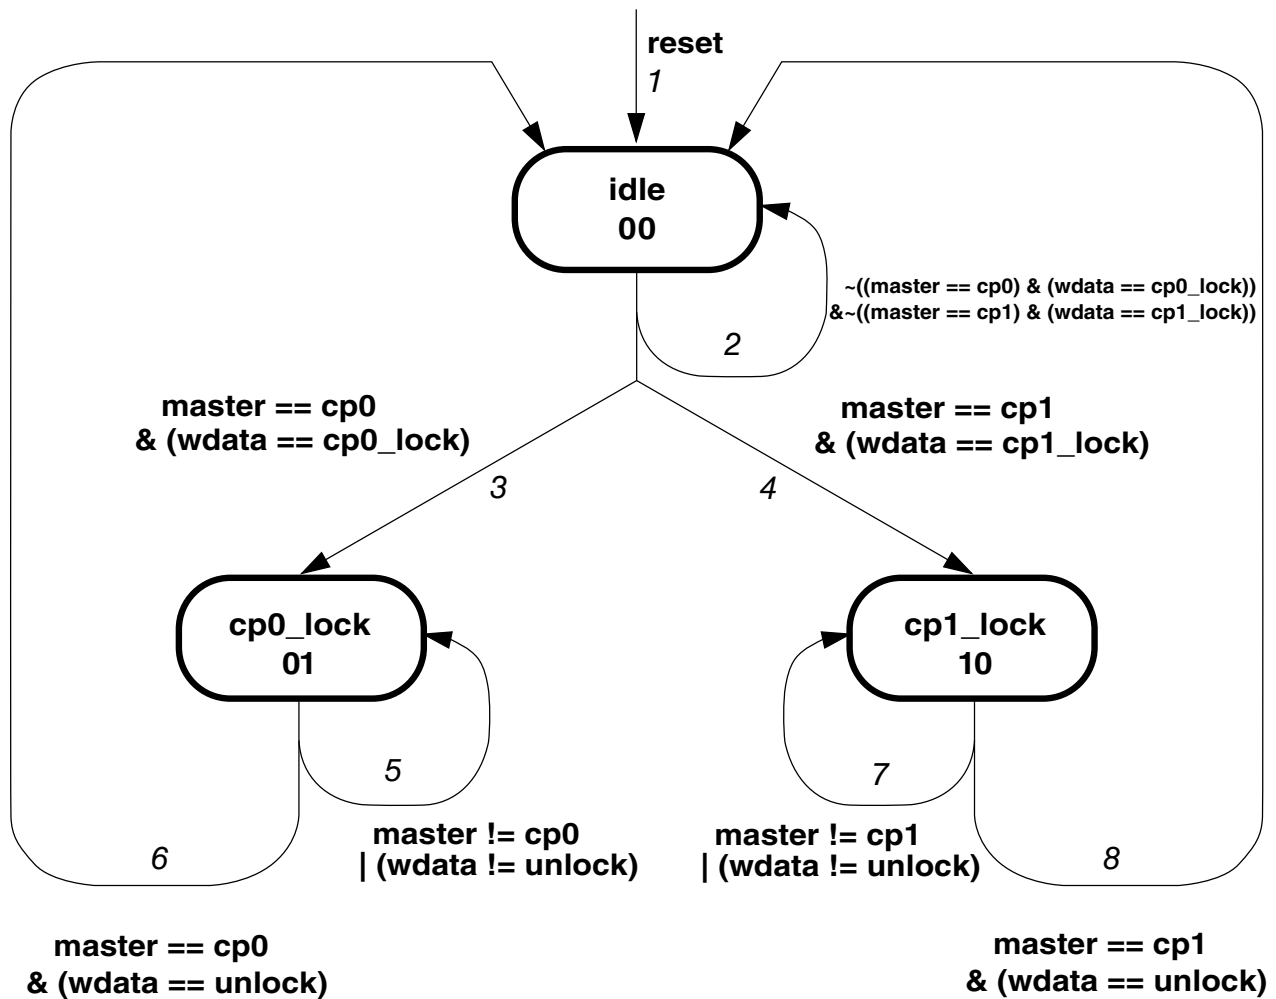 reset
1
idle
00
~((master == cp0) & (wdata == cp0_lock))
&~((master == cp1) & (wdata == cp1_lock))
2
master == cp0
& (wdata == cp0_lock)
master == cp1
& (wdata == cp1_lock)
3
4
cp0_lock
01
cp1_lock
10
5
7
master != cp0
| (wdata != unlock)
master != cp1
| (wdata != unlock)
6
8
master == cp0
& (wdata == unlock)
master == cp1
& (wdata == unlock)